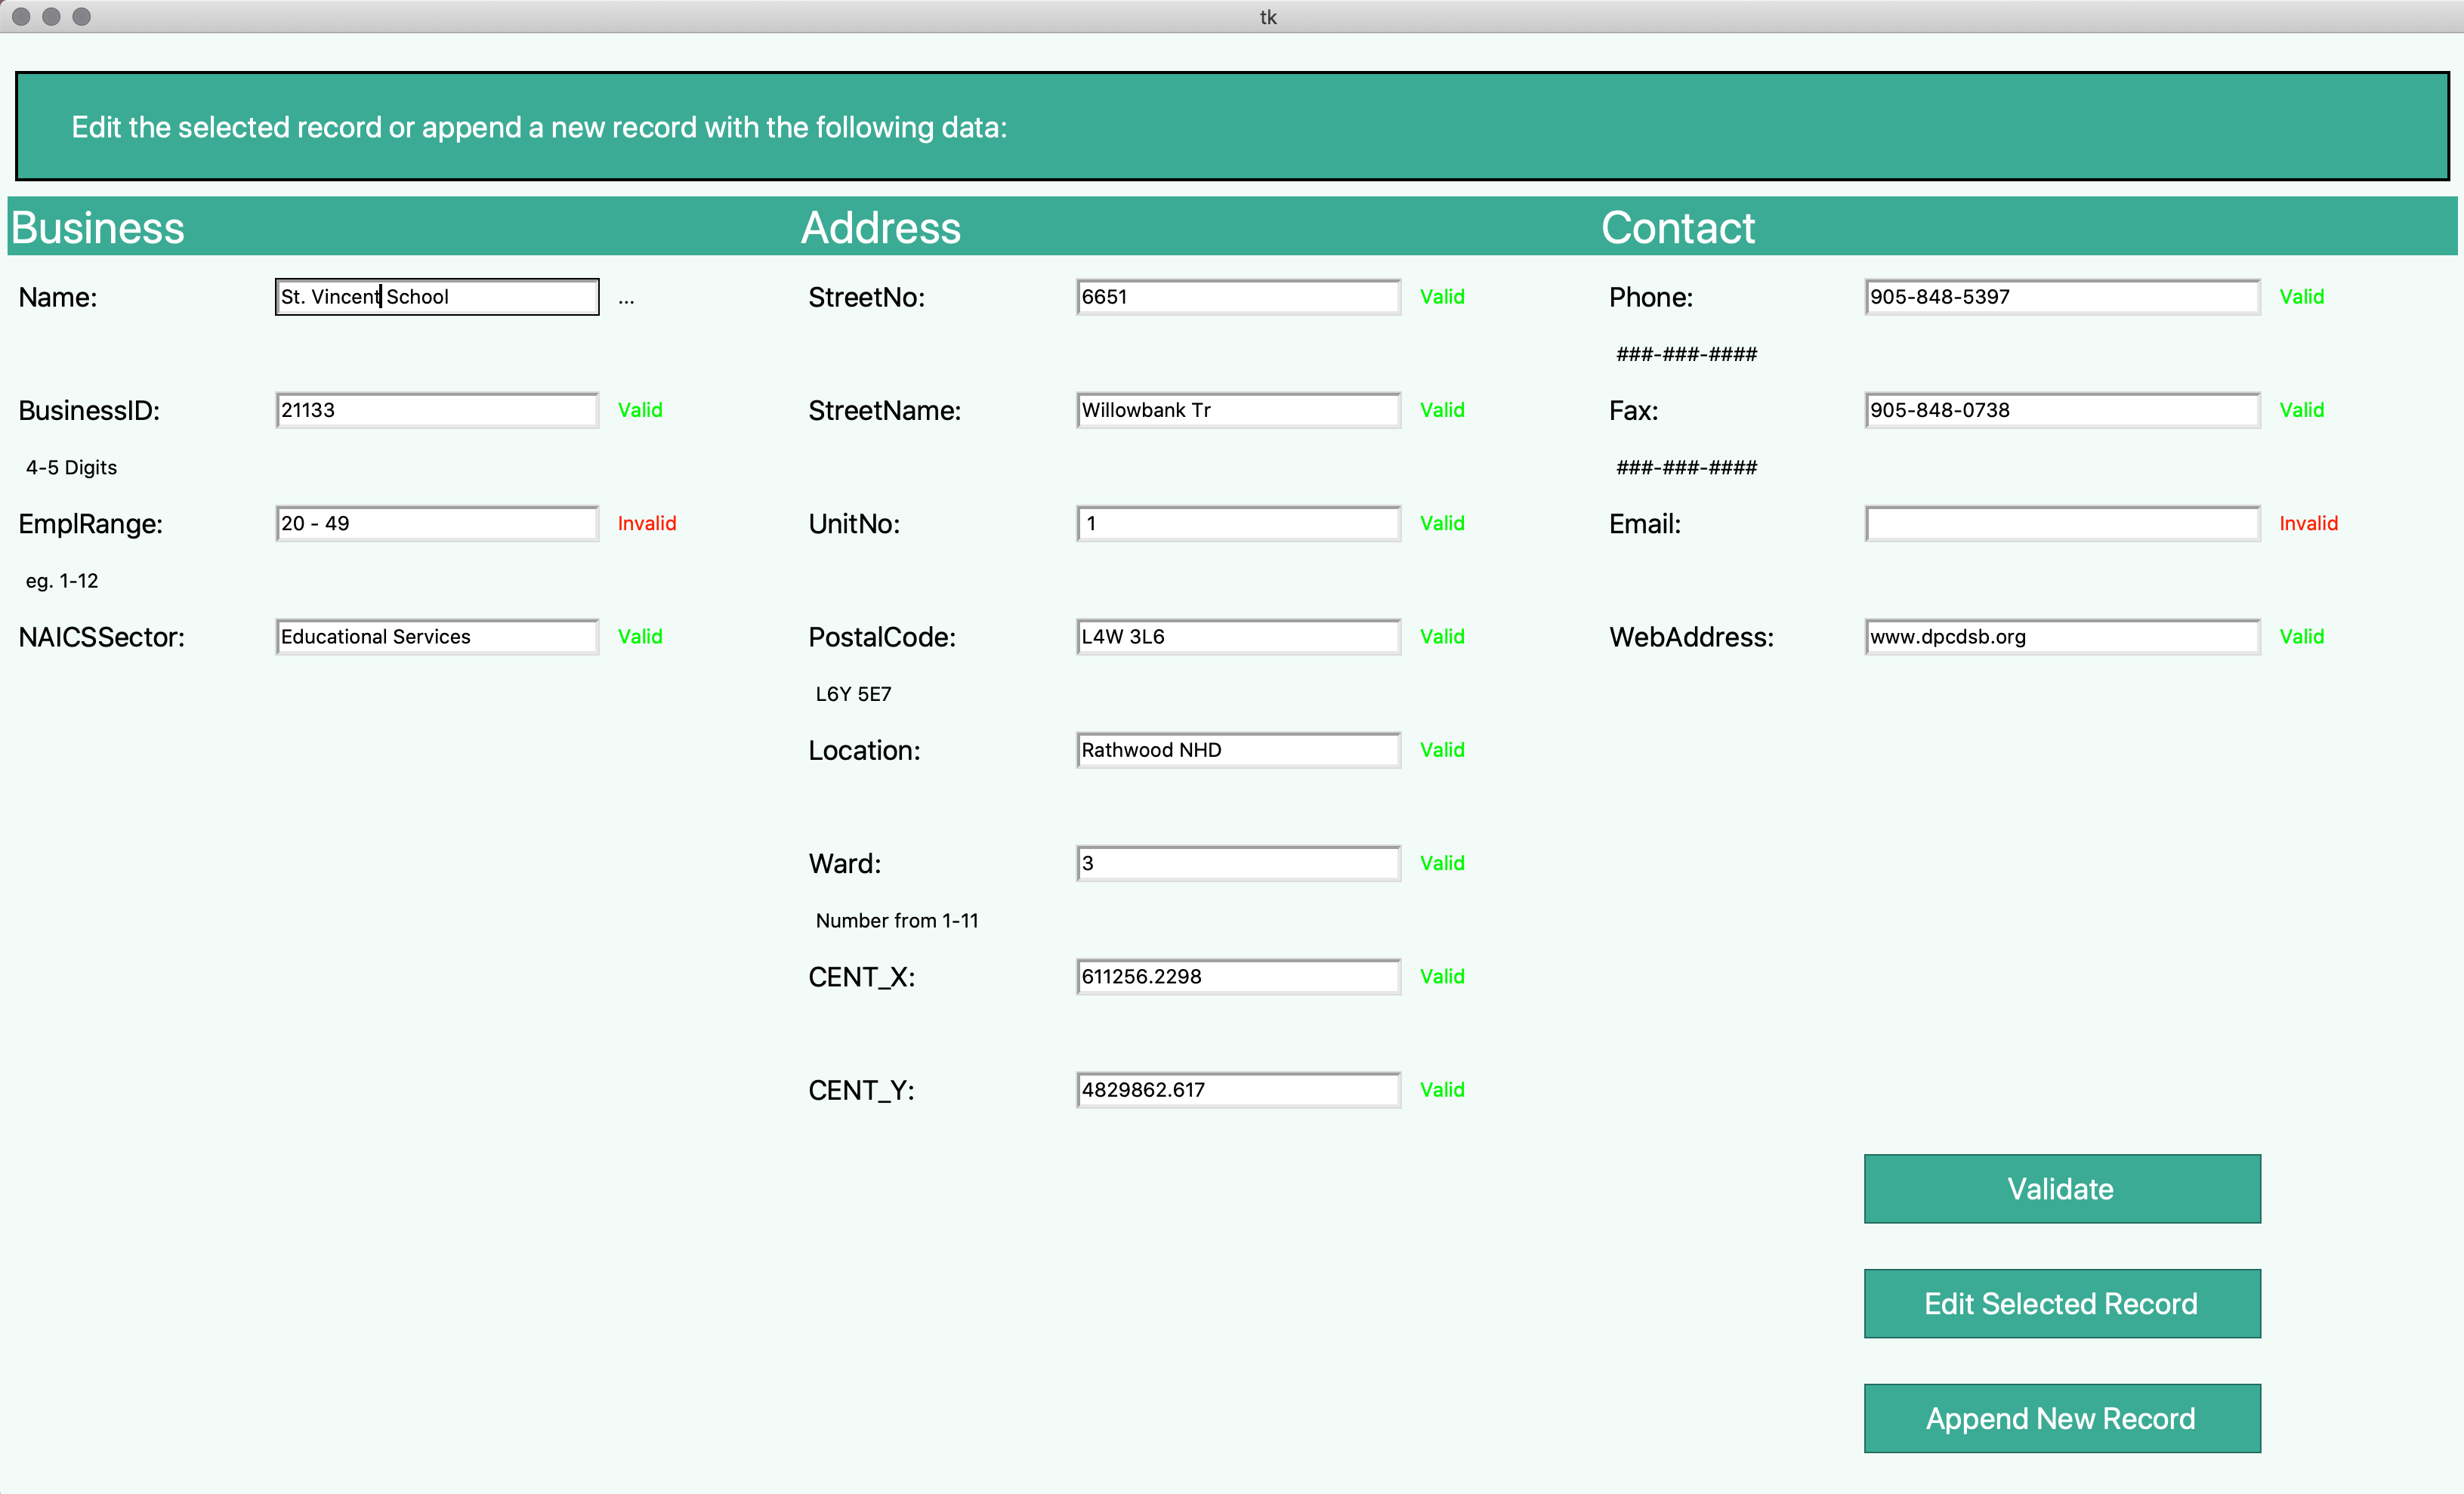 tk
Edit the selected record or append a new record with the following data:
Business Address Contact
Name: St. Vincent School ... StreetNo: 6651 Valid Phone: 905-848-5397 Valid
###-###-####
BusinessID: 21133 Valid StreetName: Willowbank Tr Valid Fax: 905-848-0738 Valid
4-5 Digits ###-###-####
EmplRange: 20 - 49 Invalid UnitNo: 1 Valid Email: Invalid
eg. 1-12
NAICSSector: Educational Services Valid PostalCode: L4W 3L6 Valid WebAddress: www.dpcdsb.org Valid
L6Y 5E7
Location: Rathwood NHD Valid
Ward: 3 Valid
Number from 1-11
CENT_X: 611256.2298 Valid
CENT_Y: 4829862.617 Valid
Validate
Edit Selected Record
Append New Record